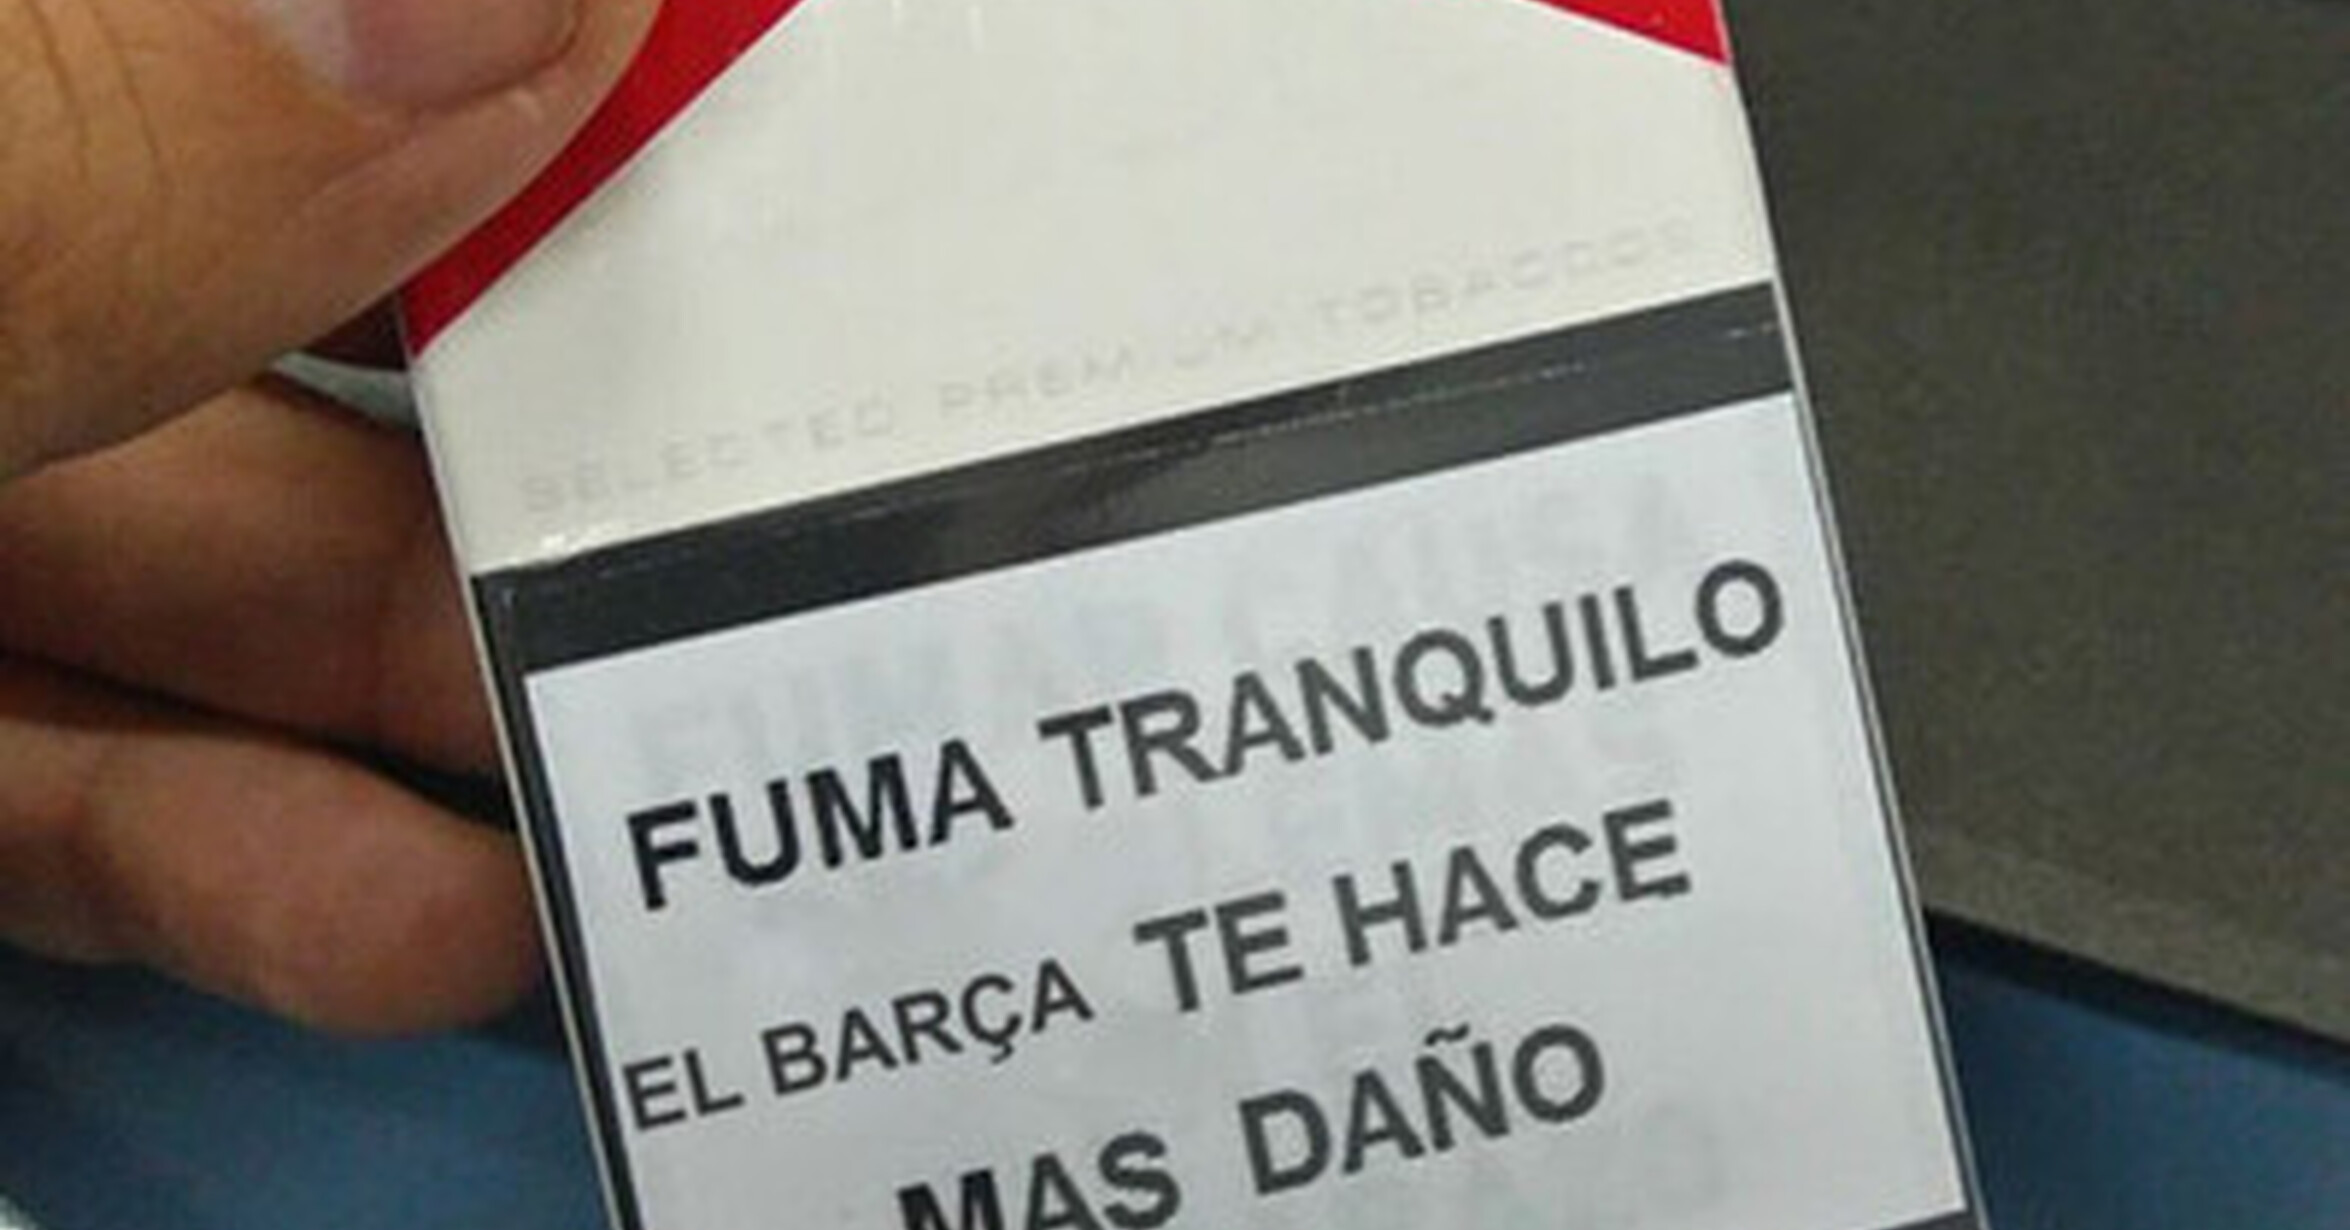 SELECTED PREMIUM TOBACCOS
FUMA TRANQUILO
EL BARÇA TE HACE
MAS DAÑO